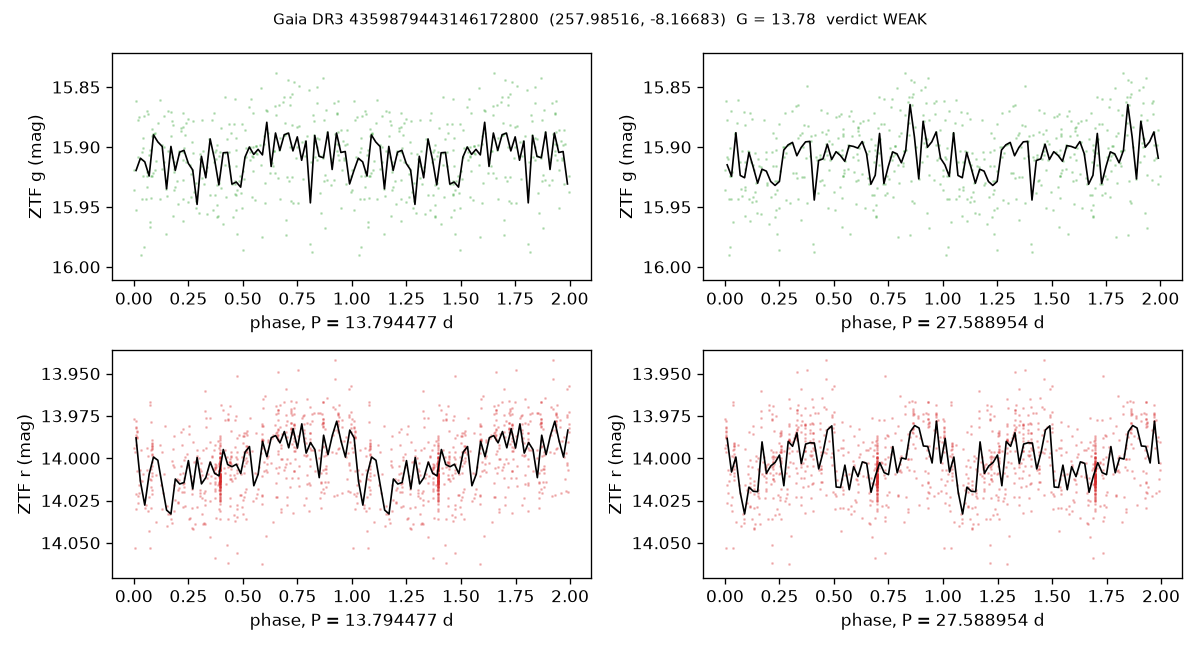 Gaia DR3 4359879443146172800 (257.98516, -8.16683) G = 13.78 verdict WEAK
ZTF g (mag)
15.85
15.90
15.95
16.00
0.00 0.25 0.50 0.75 1.00 1.25 1.50 1.75 2.00
phase, P = 13.794477 d
ZTF g (mag)
15.85
15.90
15.95
16.00
0.00 0.25 0.50 0.75 1.00 1.25 1.50 1.75 2.00
phase, P = 27.588954 d
ZTF r (mag)
13.950
13.975
14.000
14.025
14.050
0.00 0.25 0.50 0.75 1.00 1.25 1.50 1.75 2.00
phase, P = 13.794477 d
ZTF r (mag)
13.950
13.975
14.000
14.025
14.050
0.00 0.25 0.50 0.75 1.00 1.25 1.50 1.75 2.00
phase, P = 27.588954 d